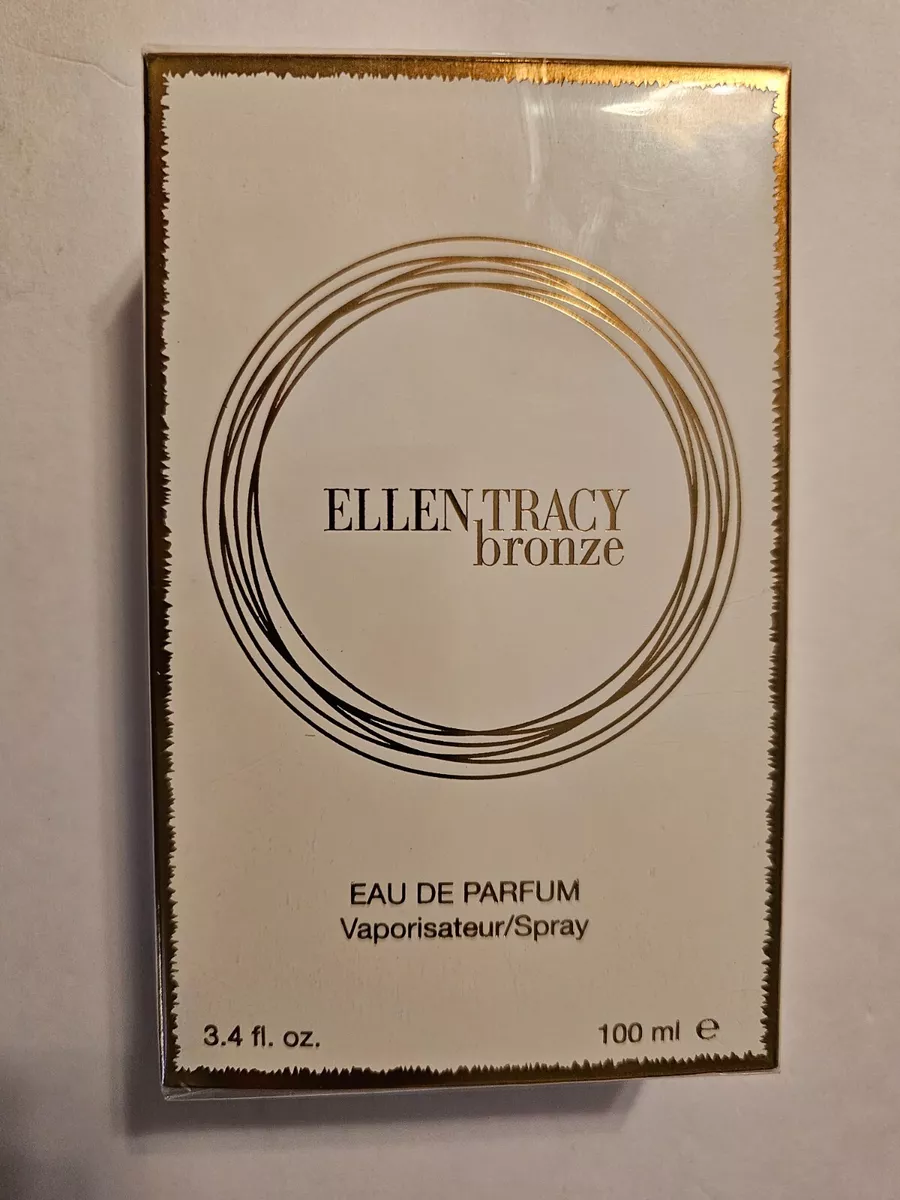 ELLEN TRACY
bronze
EAU DE PARFUM
Vaporisateur/Spray
3.4 fl. oz.
100 ml ℮